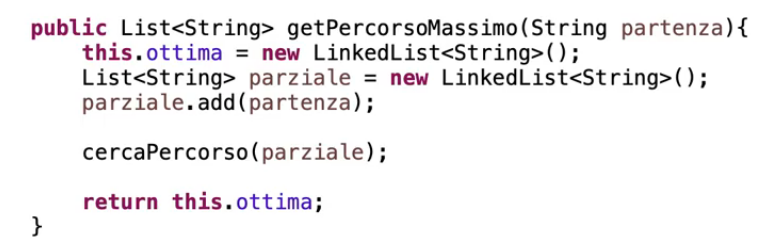 public List<String> getPercorsoMassimo(String partenza){
    this.ottima = new LinkedList<String>();
    List<String> parziale = new LinkedList<String>();
    parziale.add(partenza);

    cercaPercorso(parziale);

    return this.ottima;
}